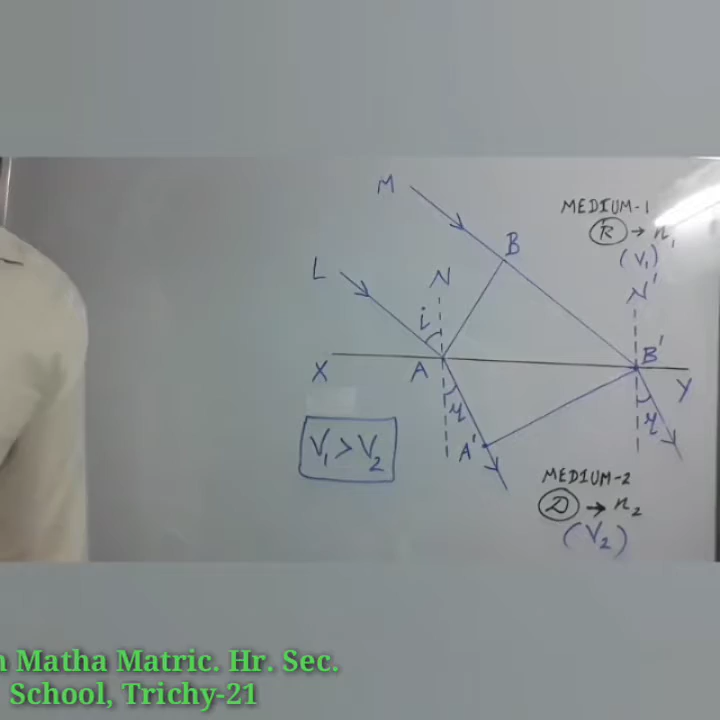 M
MEDIUM-1
R → n₁
(V₁)
B
L
N
N'
i
X
A
B'
Y
r
r
A'
V₁ > V₂
MEDIUM-2
D → n₂
(V₂)
Matha Matric. Hr. Sec.
School, Trichy-21